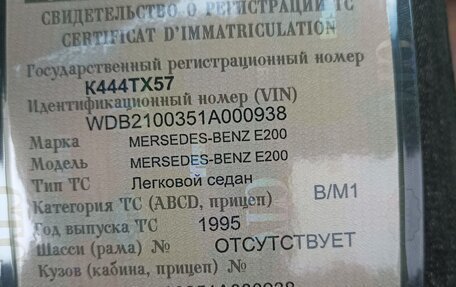 СВИДЕТЕЛЬСТВО О РЕГИСТРАЦИИ ТС
CERTIFICAT D'IMMATRICULATION
Государственный регистрационный номер
К444ТХ57
Идентификационный номер (VIN)
WDB2100351A000938
Марка MERSEDES-BENZ E200
Модель MERSEDES-BENZ E200
Тип ТС Легковой седан
Категория ТС (ABCD, прицеп) B/M1
Год выпуска ТС 1995
Шасси (рама) № ОТСУТСТВУЕТ
Кузов (кабина, прицеп) №